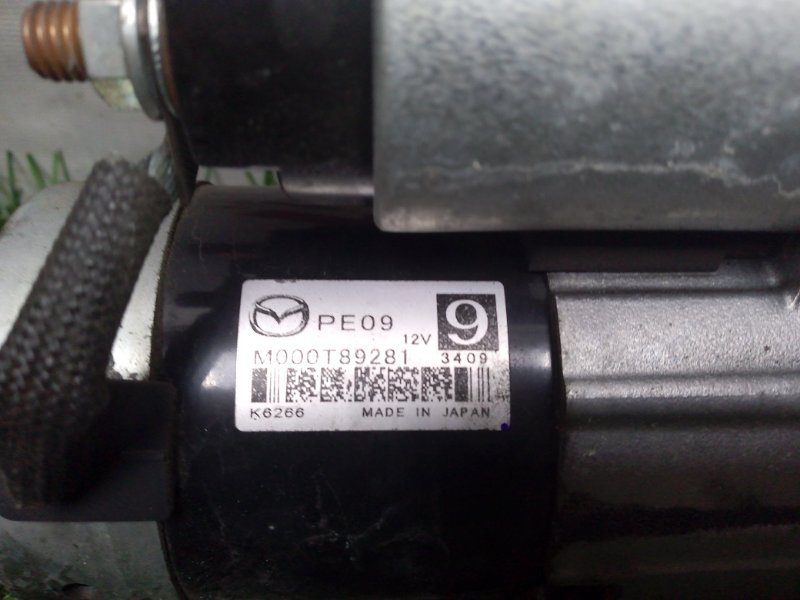 PE09
12V
9
M000T89281
3409
K6266
MADE IN JAPAN